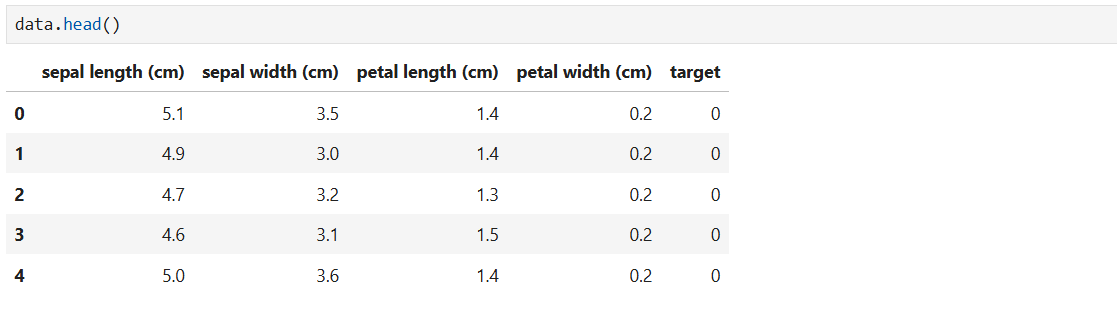 data.head()
sepal length (cm) sepal width (cm) petal length (cm) petal width (cm) target
0 5.1 3.5 1.4 0.2 0
1 4.9 3.0 1.4 0.2 0
2 4.7 3.2 1.3 0.2 0
3 4.6 3.1 1.5 0.2 0
4 5.0 3.6 1.4 0.2 0